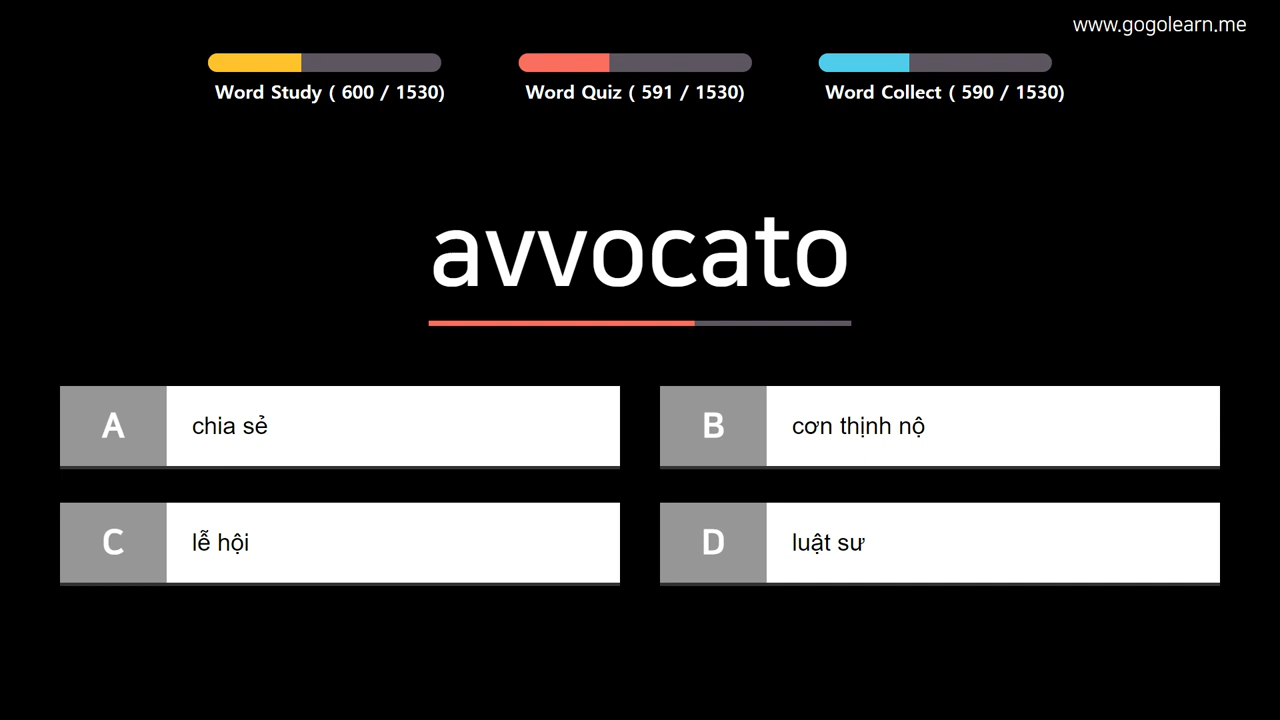 www.gogolearn.me
Word Study ( 600 / 1530)
Word Quiz ( 591 / 1530)
Word Collect ( 590 / 1530)
avvocato
A chia sẻ
B cơn thịnh nộ
C lễ hội
D luật sư